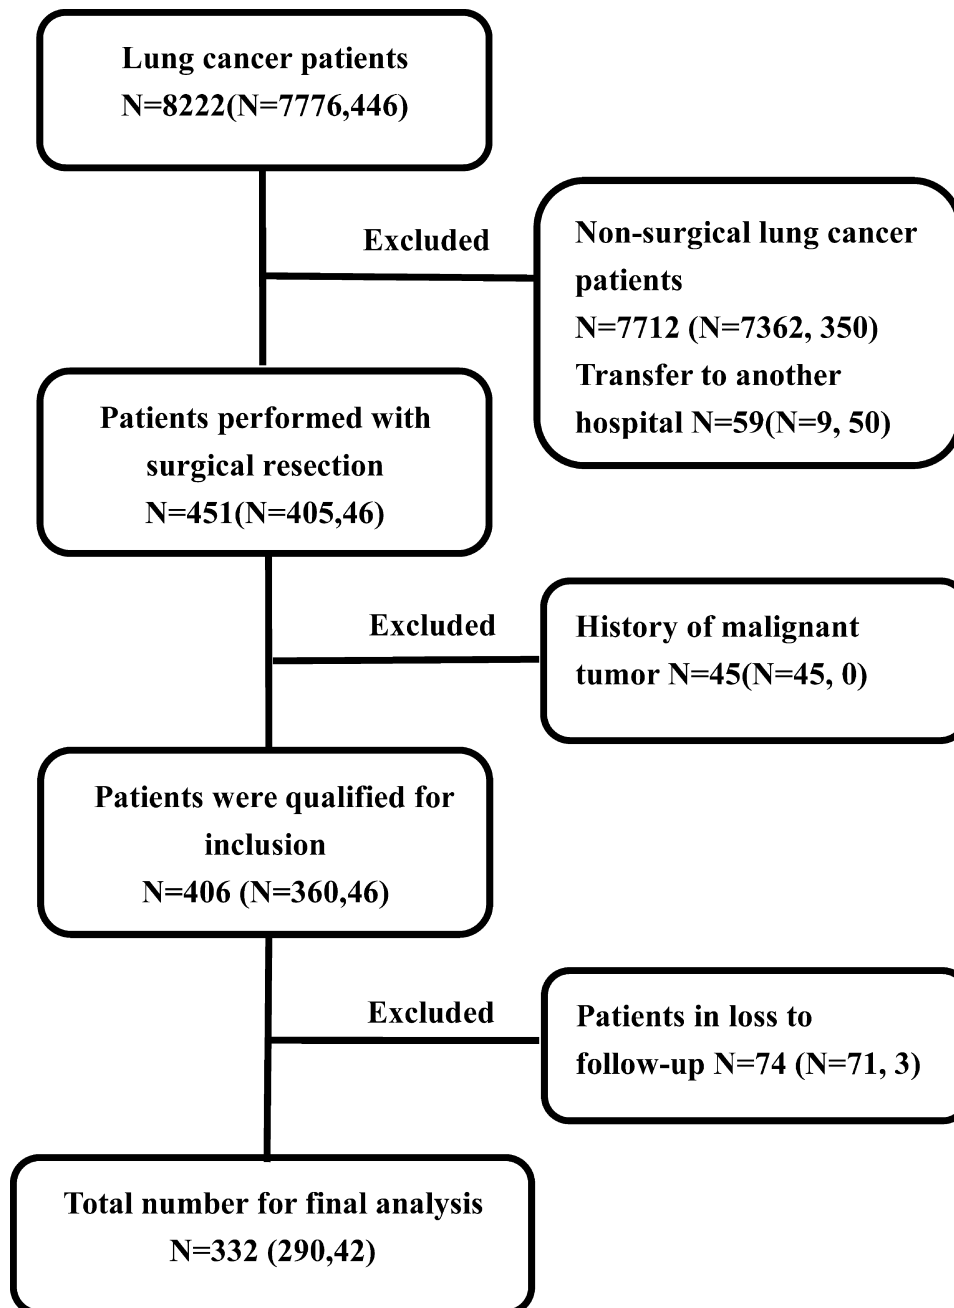 Lung cancer patients
N=8222(N=7776,446)
Excluded
Non-surgical lung cancer
patients
N=7712 (N=7362, 350)
Transfer to another
hospital N=59(N=9, 50)
Patients performed with
surgical resection
N=451(N=405,46)
Excluded
History of malignant
tumor N=45(N=45, 0)
Patients were qualified for
inclusion
N=406 (N=360,46)
Excluded
Patients in loss to
follow-up N=74 (N=71, 3)
Total number for final analysis
N=332 (290,42)